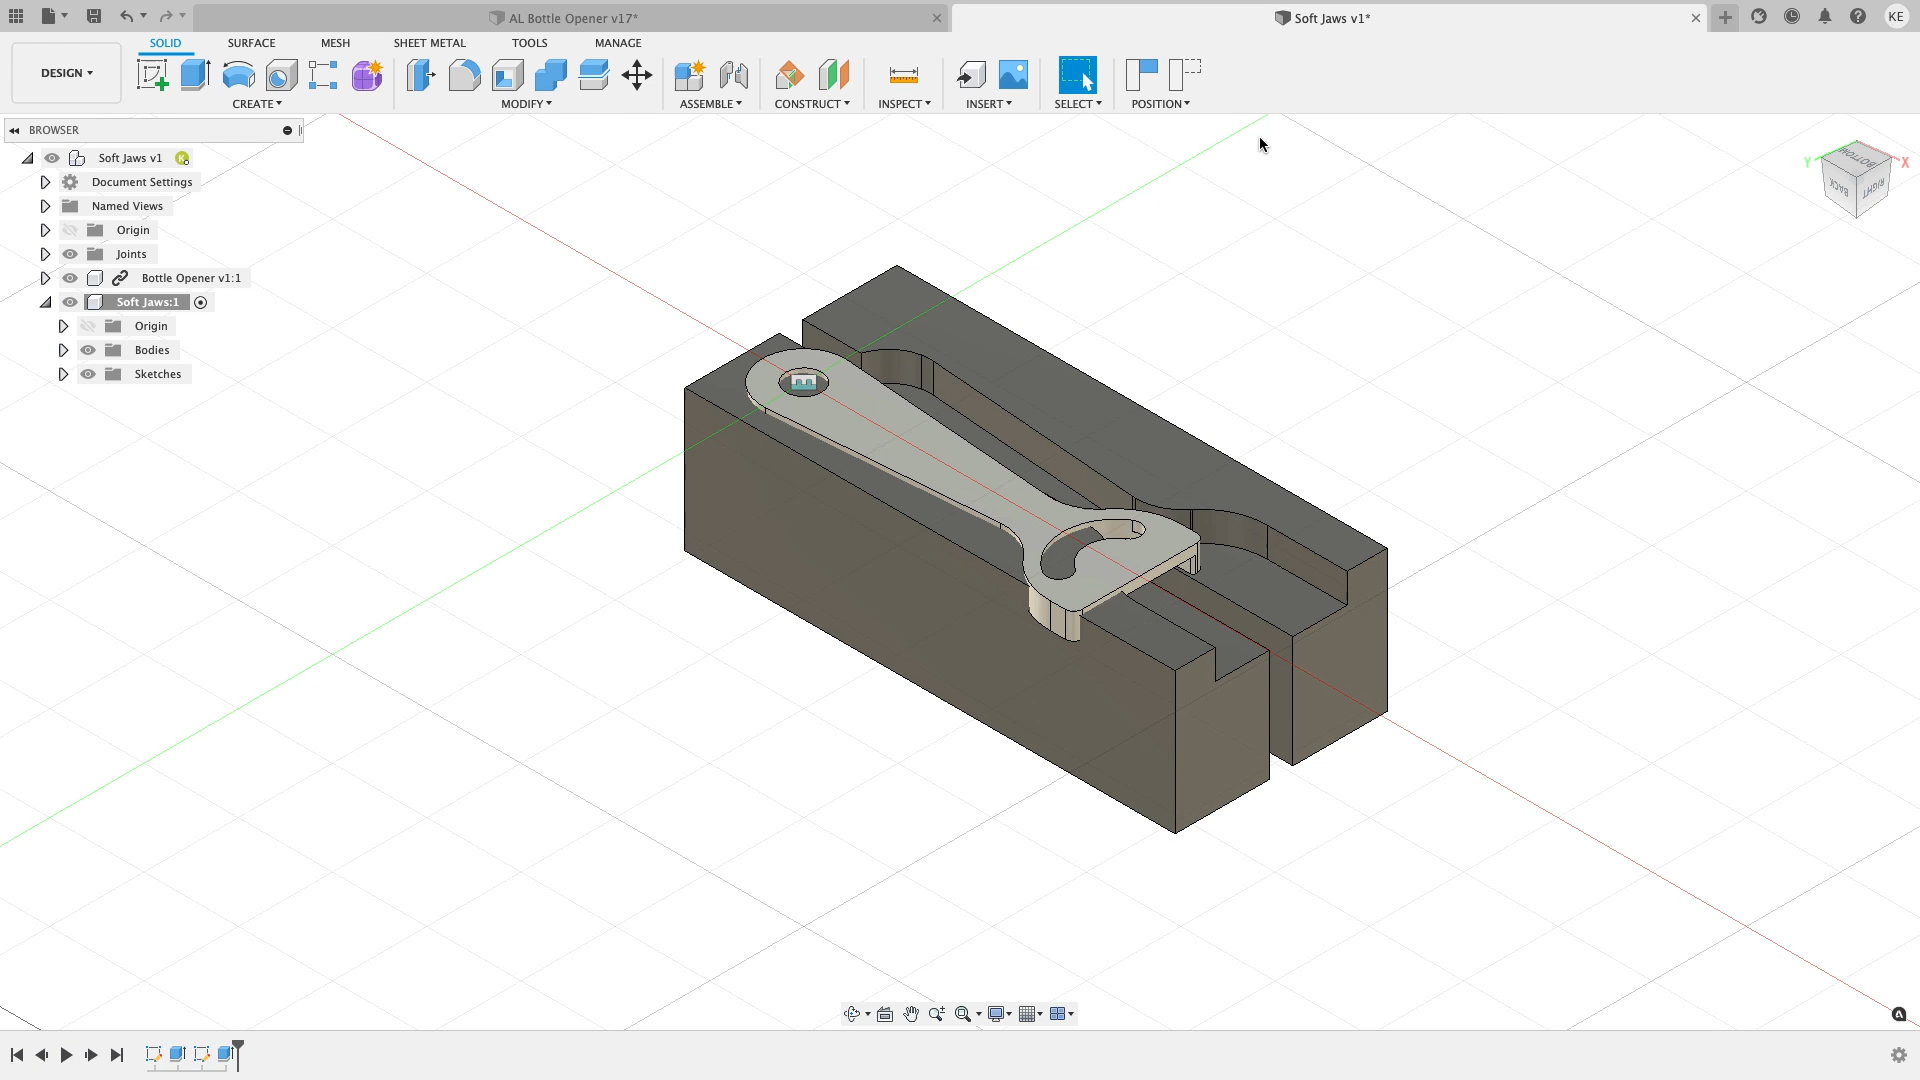 AL Bottle Opener v17*
Soft Jaws v1*
KE
DESIGN
SOLID
SURFACE
MESH
SHEET METAL
TOOLS
MANAGE
CREATE
MODIFY
ASSEMBLE
CONSTRUCT
INSPECT
INSERT
SELECT
POSITION
BROWSER
Soft Jaws v1
Document Settings
Named Views
Origin
Joints
Bottle Opener v1:1
Soft Jaws:1
Origin
Bodies
Sketches
Y
X
BOTTOM
BACK
RIGHT